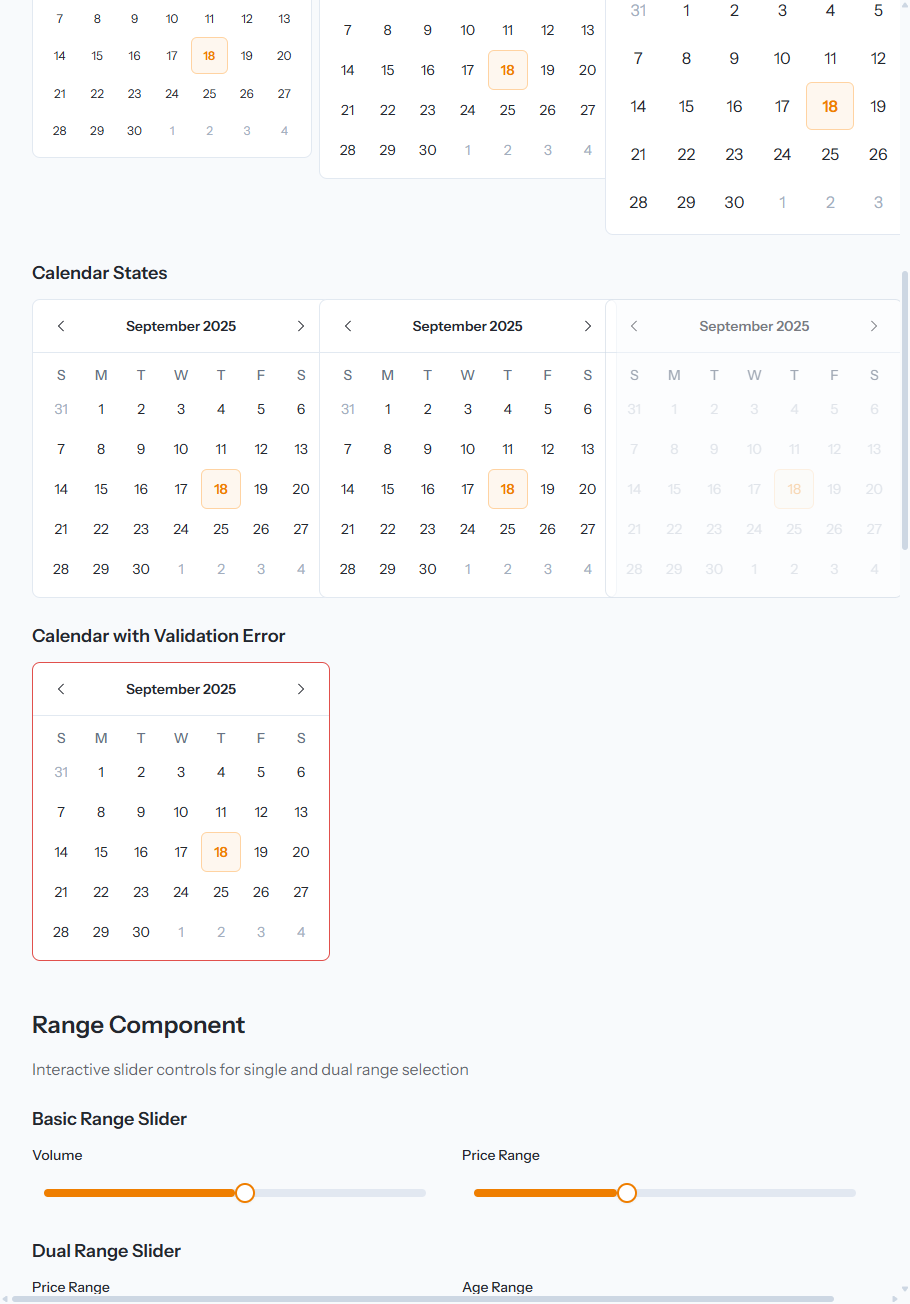 7 8 9 10 11 12 13
14 15 16 17 18 19 20
21 22 23 24 25 26 27
28 29 30 1 2 3 4
7 8 9 10 11 12 13
14 15 16 17 18 19 20
21 22 23 24 25 26 27
28 29 30 1 2 3 4
31 1 2 3 4 5
7 8 9 10 11 12
14 15 16 17 18 19
21 22 23 24 25 26
28 29 30 1 2 3
Calendar States
September 2025
S M T W T F S
31 1 2 3 4 5 6
7 8 9 10 11 12 13
14 15 16 17 18 19 20
21 22 23 24 25 26 27
28 29 30 1 2 3 4
September 2025
S M T W T F S
31 1 2 3 4 5 6
7 8 9 10 11 12 13
14 15 16 17 18 19 20
21 22 23 24 25 26 27
28 29 30 1 2 3 4
September 2025
S M T W T F S
31 1 2 3 4 5 6
7 8 9 10 11 12 13
14 15 16 17 18 19 20
21 22 23 24 25 26 27
28 29 30 1 2 3 4
Calendar with Validation Error
September 2025
S M T W T F S
31 1 2 3 4 5 6
7 8 9 10 11 12 13
14 15 16 17 18 19 20
21 22 23 24 25 26 27
28 29 30 1 2 3 4
Range Component
Interactive slider controls for single and dual range selection
Basic Range Slider
Volume
Price Range
Dual Range Slider
Price Range
Age Range